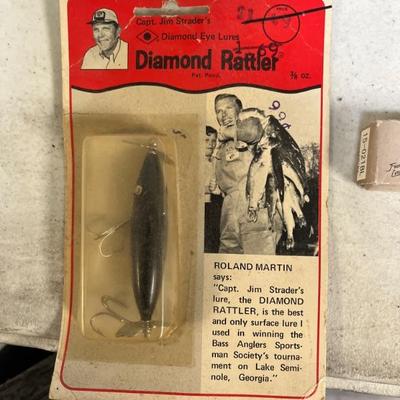 Capt. Jim Strader's
Diamond Eye Lures
Diamond Rattler
Pat. Pend.
3/8 oz.
1.69
ROLAND MARTIN
says:
"Capt. Jim Strader's
lure, the DIAMOND
RATTLER, is the best
and only surface lure I
used in winning the
Bass Anglers Sports-
man Society's tourna-
ment on Lake Semi-
nole, Georgia."